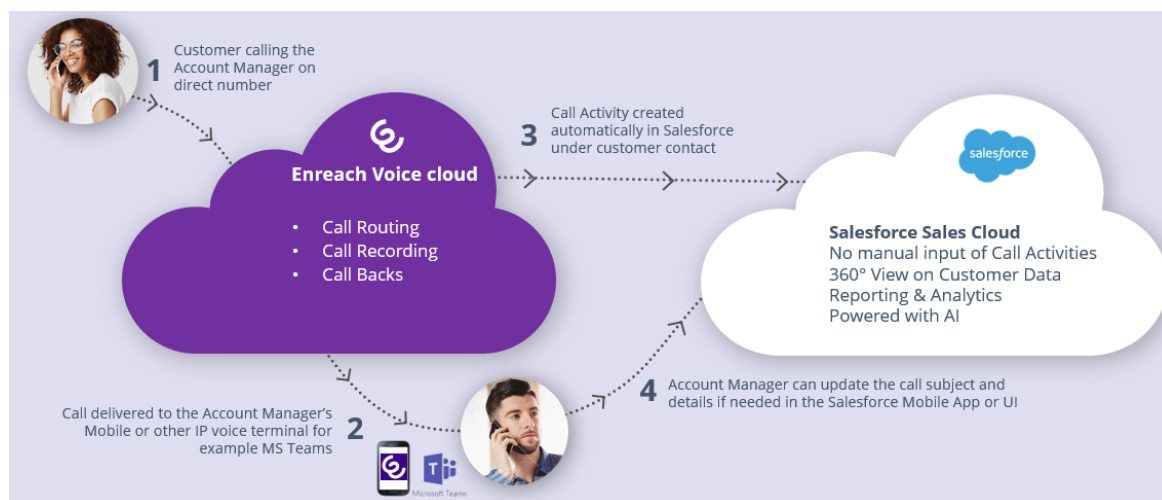 1
Customer calling the
Account Manager on
direct number
Enreach Voice cloud
• Call Routing
• Call Recording
• Call Backs
3
Call Activity created
automatically in Salesforce
under customer contact
salesforce
Salesforce Sales Cloud
No manual input of Call Activities
360° View on Customer Data
Reporting & Analytics
Powered with AI
Call delivered to the Account Manager’s
Mobile or other IP voice terminal for
example MS Teams
2
T
Microsoft Teams
4
Account Manager can update the call subject and
details if needed in the Salesforce Mobile App or UI